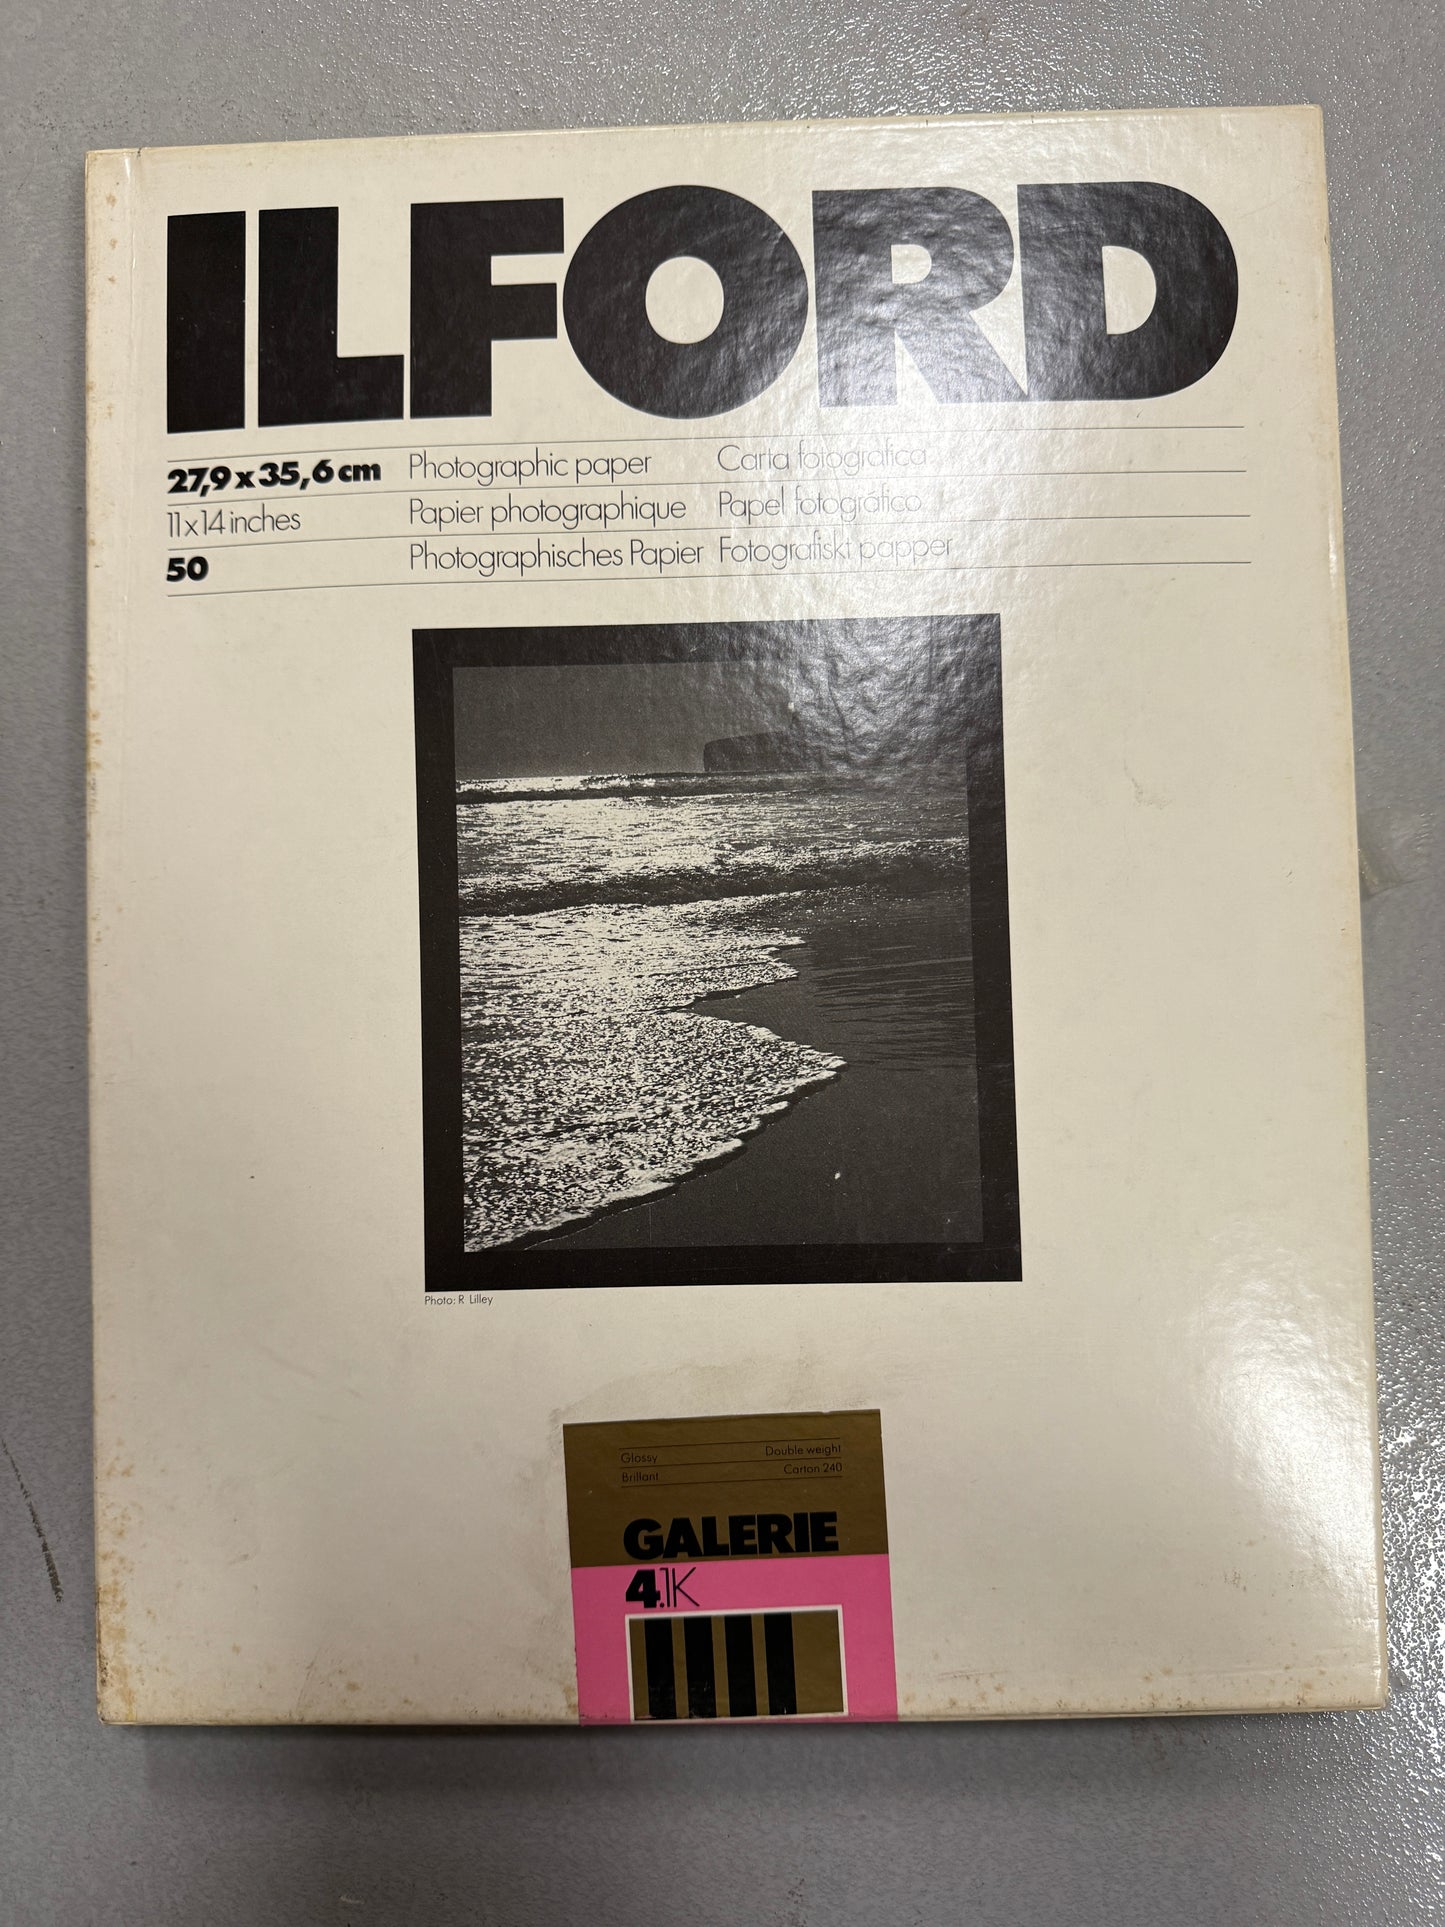 ILFORD
27,9 x 35,6 cm Photographic paper Carta fotografica
11x14 inches Papier photographique Papel fotográfico
50 Photographisches Papier Fotografiskt papper
Photo: R Lilley
Glossy Double weight
Brillant Carton 240
GALERIE
4.1K